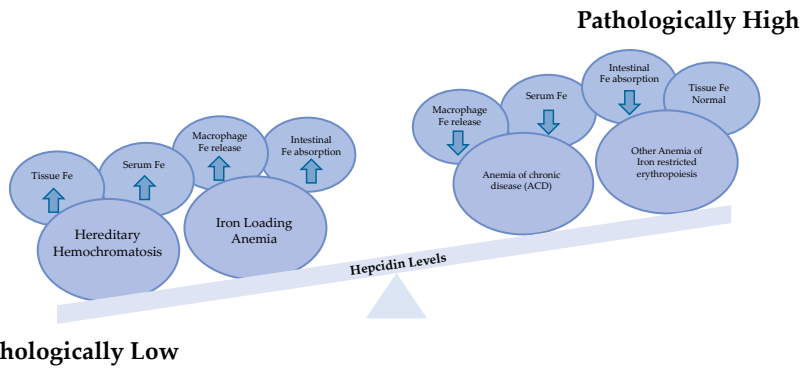 Pathologically High
Intestinal
Fe absorption
Tissue Fe
Normal
Serum Fe
Macrophage
Fe release
Other Anemia of
Iron restricted
erythropoiesis
Anemia of chronic
disease (ACD)
Macrophage
Fe release
Intestinal
Fe absorption
Serum Fe
Tissue Fe
Iron Loading
Anemia
Hereditary
Hemochromatosis
Hepcidin Levels
hologically Low